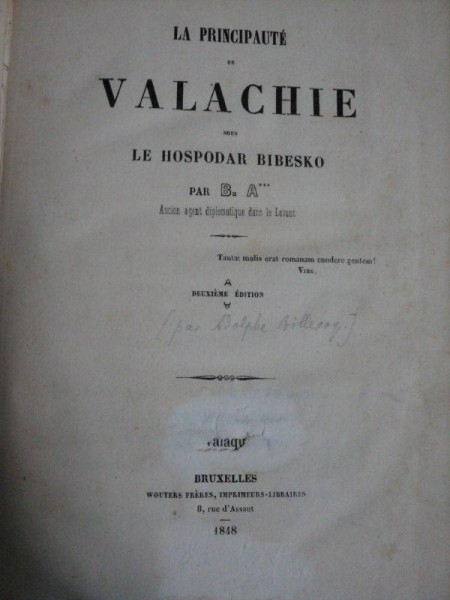 LA PRINCIPAUTÉ
DE
VALACHIE
SOUS
LE HOSPODAR BIBESKO
PAR B. A***
Ancien agent diplomatique dans le Levant
Tantæ molis erat romanam condere gentem!
VIRG.
DEUXIÈME ÉDITION
[par Adolphe Billecocq.]
BRUXELLES
WOUTERS FRÈRES, IMPRIMEURS-LIBRAIRES
8, rue d'Assaut
1848